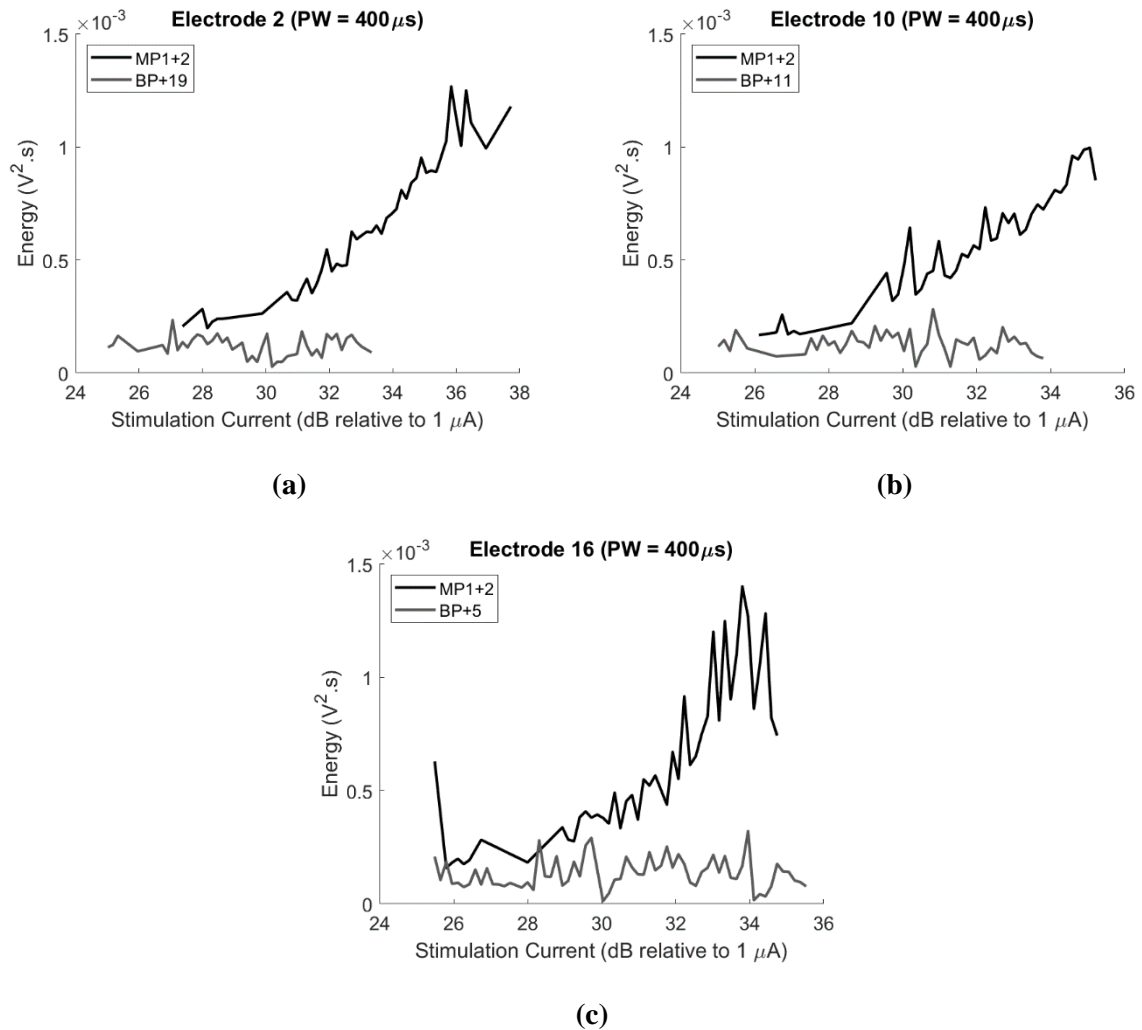 Electrode 2 (PW = 400μs)
×10-3
1.5
1
0.5
0
Energy (V2.s)
MP1+2
BP+19
24 26 28 30 32 34 36 38
Stimulation Current (dB relative to 1 μA)
(a)
Electrode 10 (PW = 400μs)
×10-3
1.5
1
0.5
0
Energy (V2.s)
MP1+2
BP+11
24 26 28 30 32 34 36
Stimulation Current (dB relative to 1 μA)
(b)
Electrode 16 (PW = 400μs)
×10-3
1.5
1
0.5
0
Energy (V2.s)
MP1+2
BP+5
24 26 28 30 32 34 36
Stimulation Current (dB relative to 1 μA)
(c)